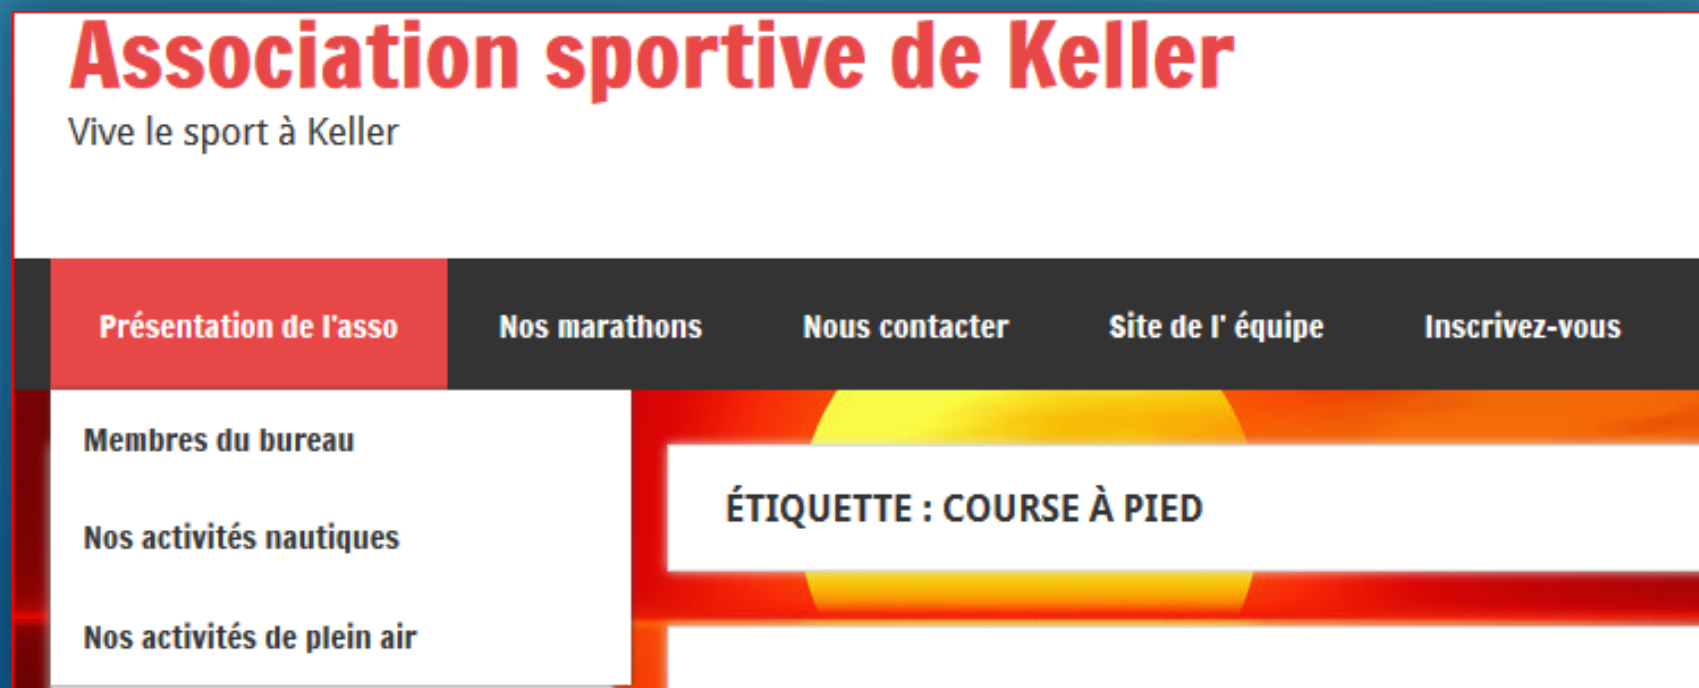 Association sportive de Keller
Vive le sport à Keller
Présentation de l'asso
Nos marathons
Nous contacter
Site de l' équipe
Inscrivez-vous
Membres du bureau
Nos activités nautiques
Nos activités de plein air
ÉTIQUETTE : COURSE À PIED